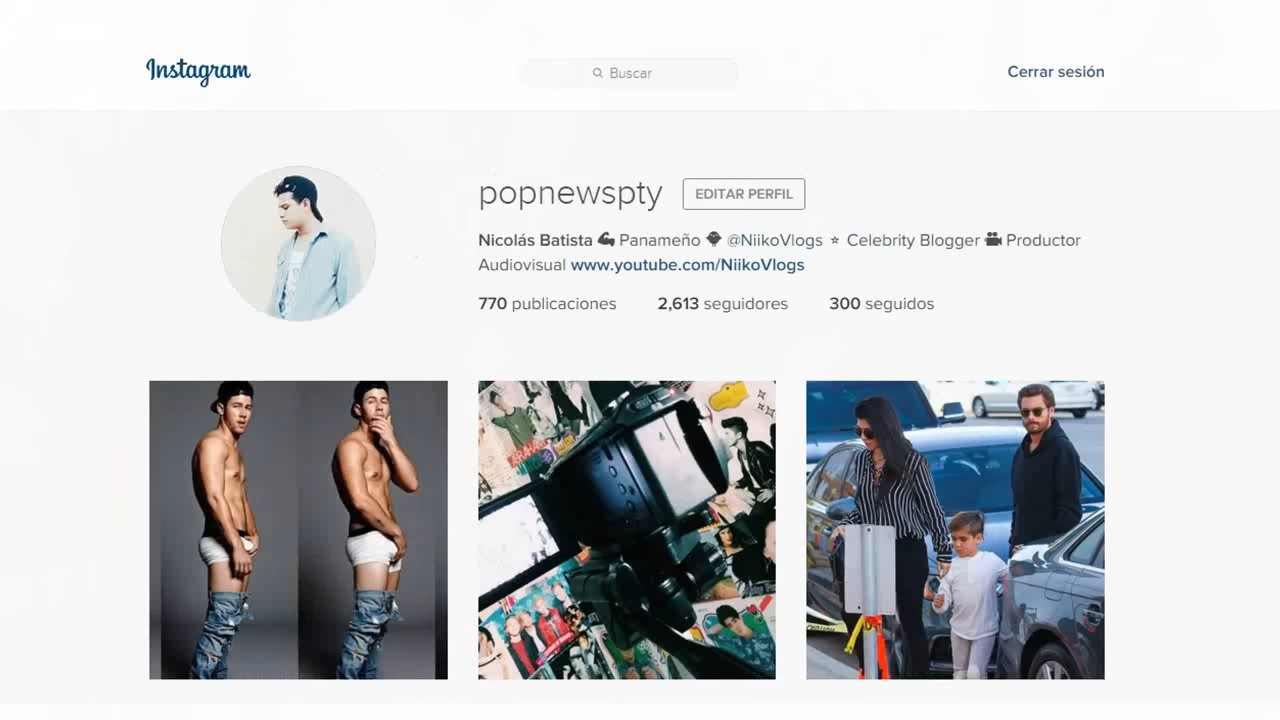 Instagram
Buscar
Cerrar sesión
popnewspty
EDITAR PERFIL
Nicolás Batista 💪 Panameño @NiikoVlogs ⭐ Celebrity Blogger 🎥 Productor
Audiovisual www.youtube.com/NiikoVlogs
770 publicaciones 2,613 seguidores 300 seguidos